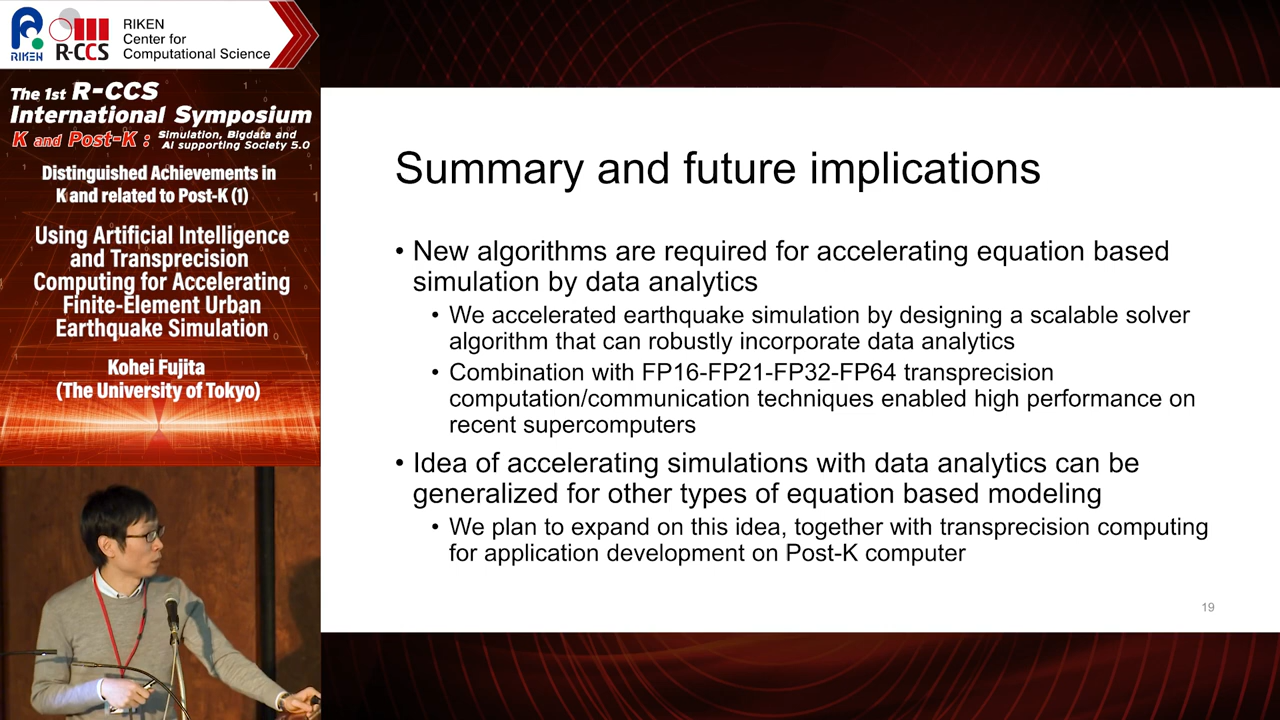 RIKEN
R-CCS
RIKEN
Center for
Computational Science
The 1st R-CCS
International Symposium
K and Post-K : Simulation, Bigdata and
AI supporting Society 5.0
Distinguished Achievements in
K and related to Post-K (1)
Using Artificial Intelligence
and Transprecision
Computing for Accelerating
Finite-Element Urban
Earthquake Simulation
Kohei Fujita
(The University of Tokyo)
Summary and future implications
• New algorithms are required for accelerating equation based
simulation by data analytics
• We accelerated earthquake simulation by designing a scalable solver
algorithm that can robustly incorporate data analytics
• Combination with FP16-FP21-FP32-FP64 transprecision
computation/communication techniques enabled high performance on
recent supercomputers
• Idea of accelerating simulations with data analytics can be
generalized for other types of equation based modeling
• We plan to expand on this idea, together with transprecision computing
for application development on Post-K computer
19